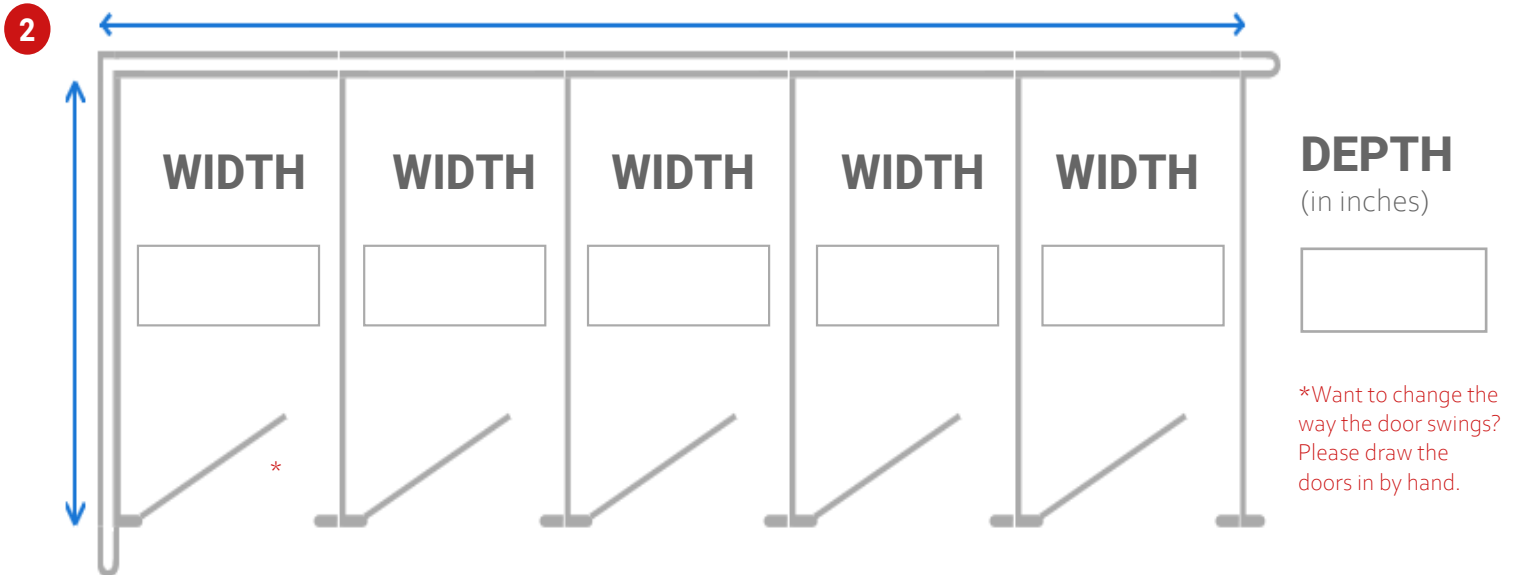 2
WIDTH WIDTH WIDTH WIDTH WIDTH
DEPTH
(in inches)
*
*Want to change the
way the door swings?
Please draw the
doors in by hand.